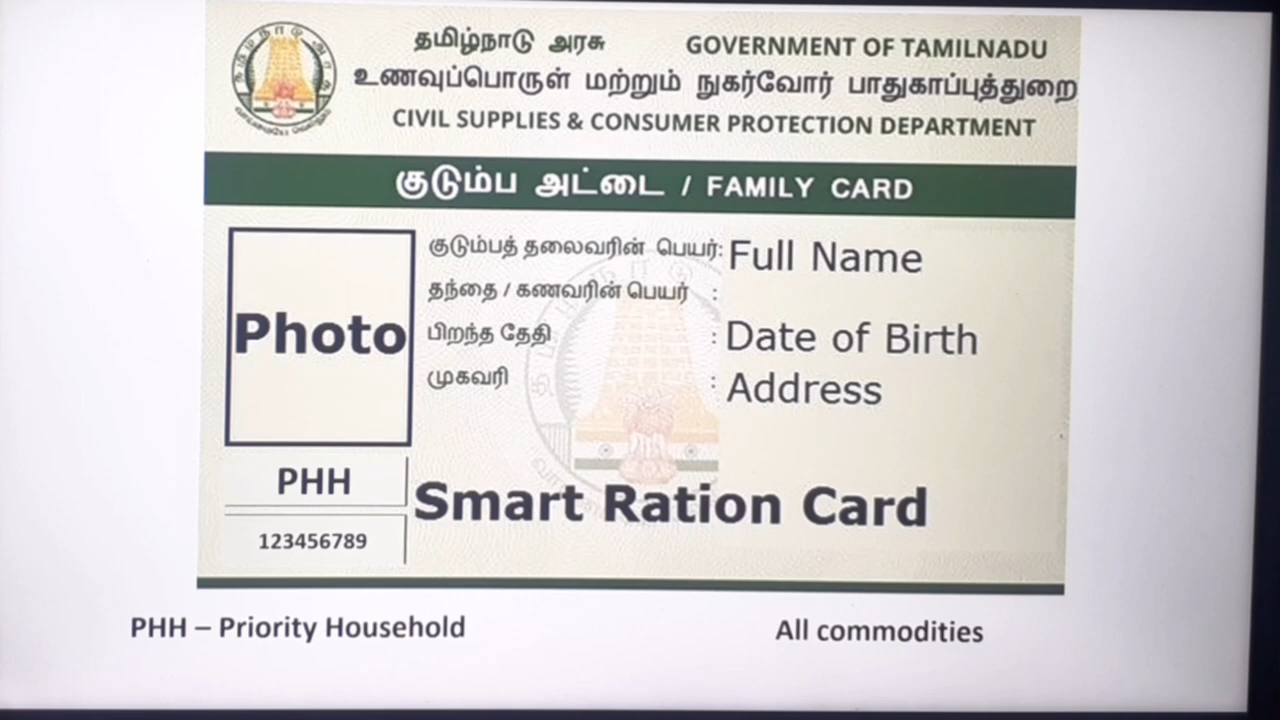 தமிழ்நாடு அரசு GOVERNMENT OF TAMILNADU
உணவுப்பொருள் மற்றும் நுகர்வோர் பாதுகாப்புத்துறை
CIVIL SUPPLIES & CONSUMER PROTECTION DEPARTMENT
குடும்ப அட்டை / FAMILY CARD
குடும்பத் தலைவரின் பெயர்: Full Name
தந்தை / கணவரின் பெயர் :
Photo
பிறந்த தேதி : Date of Birth
முகவரி : Address
PHH
Smart Ration Card
123456789
PHH – Priority Household All commodities